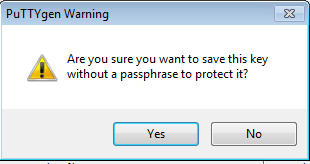 PuTTYgen Warning
Are you sure you want to save this key
without a passphrase to protect it?
Yes No